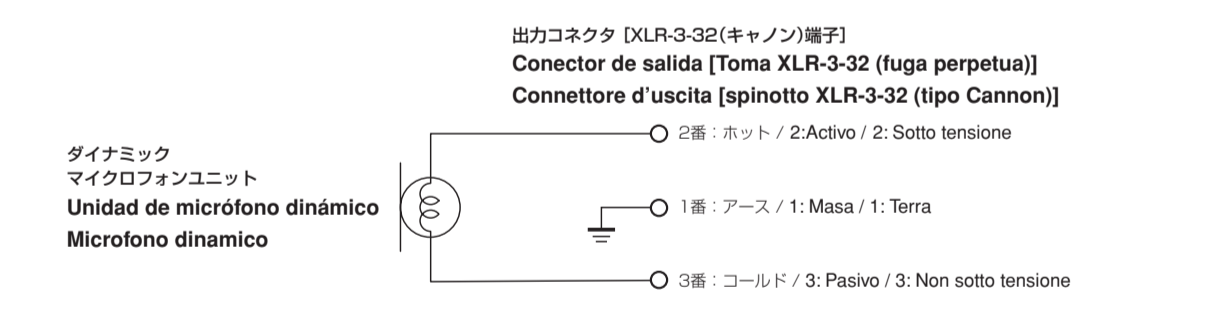 出力コネクタ [XLR-3-32(キャノン)端子]
Conector de salida [Toma XLR-3-32 (fuga perpetua)]
Connettore d’uscita [spinotto XLR-3-32 (tipo Cannon)]
2番：ホット / 2:Activo / 2: Sotto tensione
ダイナミック
マイクロフォンユニット
Unidad de micrófono dinámico
Microfono dinamico
1番：アース / 1: Masa / 1: Terra
3番：コールド / 3: Pasivo / 3: Non sotto tensione